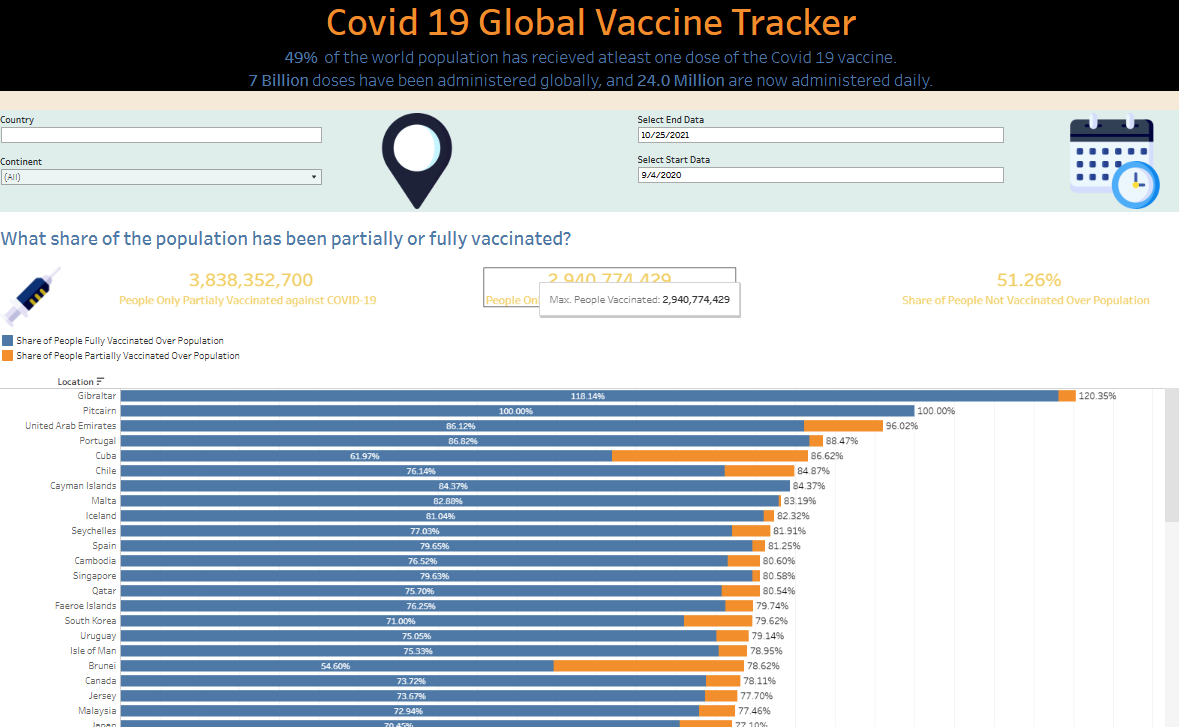 Covid 19 Global Vaccine Tracker
49% of the world population has recieved atleast one dose of the Covid 19 vaccine.
7 Billion doses have been administered globally, and 24.0 Million are now administered daily.
Country
Continent
(All)
Select End Data
10/25/2021
Select Start Data
9/4/2020
What share of the population has been partially or fully vaccinated?
3,838,352,700
People Only Partialy Vaccinated against COVID-19
2,940,774,429
People On
Max. People Vaccinated: 2,940,774,429
51.26%
Share of People Not Vaccinated Over Population
Share of People Fully Vaccinated Over Population
Share of People Partially Vaccinated Over Population
Location
Gibraltar 118.14% 120.35%
Pitcairn 100.00% 100.00%
United Arab Emirates 86.12% 96.02%
Portugal 86.82% 88.47%
Cuba 61.97% 86.62%
Chile 76.14% 84.87%
Cayman Islands 84.37% 84.37%
Malta 82.88% 83.19%
Iceland 81.04% 82.32%
Seychelles 77.03% 81.91%
Spain 79.65% 81.25%
Cambodia 76.52% 80.60%
Singapore 79.63% 80.58%
Qatar 75.70% 80.54%
Faeroe Islands 76.25% 79.74%
South Korea 71.00% 79.62%
Uruguay 75.05% 79.14%
Isle of Man 75.33% 78.95%
Brunei 54.60% 78.62%
Canada 73.72% 78.11%
Jersey 73.67% 77.70%
Malaysia 72.94% 77.46%
Japan 70.45% 77.10%